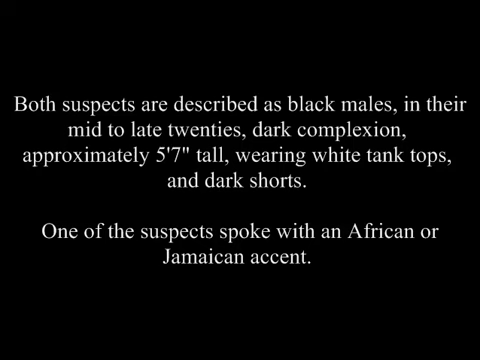 Both suspects are described as black males, in their
mid to late twenties, dark complexion,
approximately 5'7" tall, wearing white tank tops,
and dark shorts.
One of the suspects spoke with an African or
Jamaican accent.